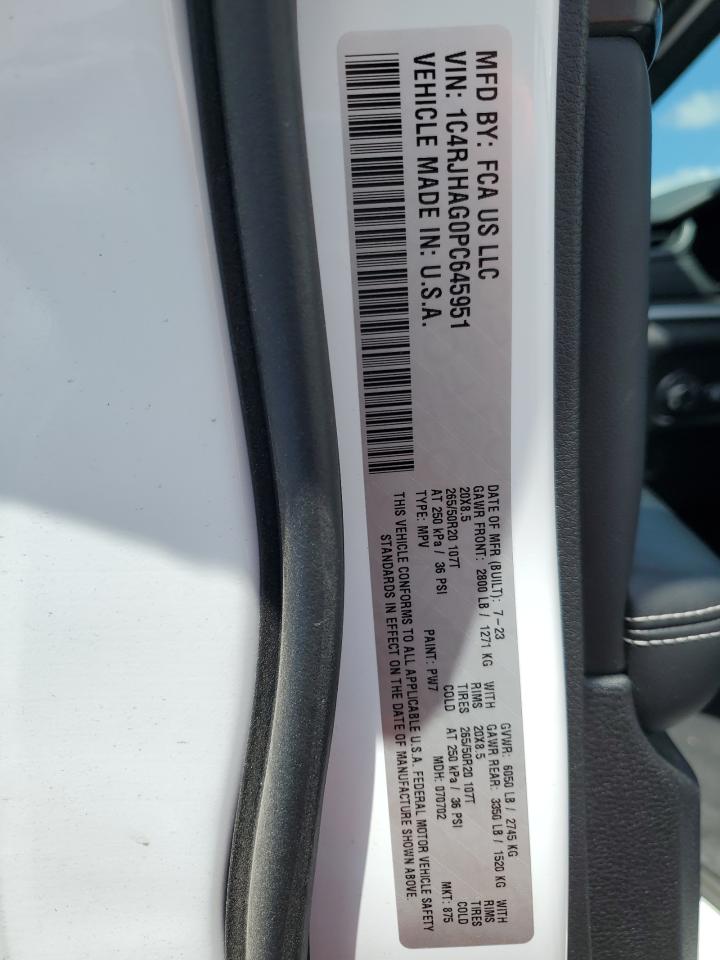 MFD BY: FCA US LLC
VIN: 1C4RJHAG0PC645951
VEHICLE MADE IN: U.S.A.
DATE OF MFR (BUILT): 7-23 GVWR: 6050 LB / 2745 KG
GAWR FRONT: 2800 LB / 1271 KG WITH GAWR REAR: 3350 LB / 1520 KG WITH
20X8.5 RIMS 20X8.5 RIMS
265/50R20 107T TIRES 265/50R20 107T TIRES
AT 250 kPa / 36 PSI COLD AT 250 kPa / 36 PSI COLD
TYPE: MPV PAINT: PW7 MDH: 070702 MKT: 875
THIS VEHICLE CONFORMS TO ALL APPLICABLE U.S.A. FEDERAL MOTOR VEHICLE SAFETY
STANDARDS IN EFFECT ON THE DATE OF MANUFACTURE SHOWN ABOVE.